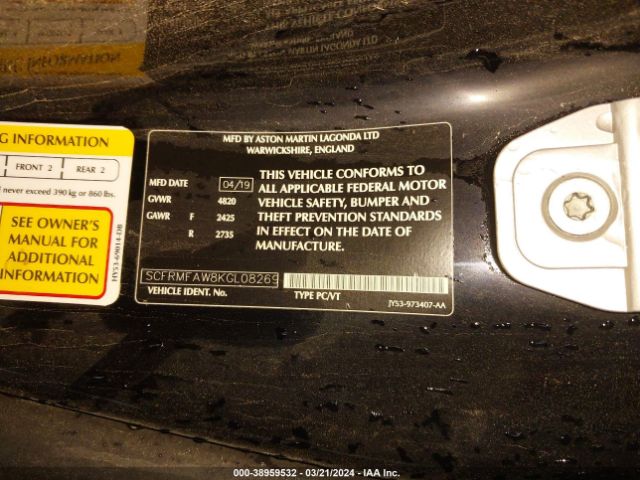 G INFORMATION
FRONT 2 REAR 2
never exceed 390 kg or 860 lbs.
SEE OWNER'S
MANUAL FOR
ADDITIONAL
INFORMATION
HY53-69014-DB
MFD BY ASTON MARTIN LAGONDA LTD
WARWICKSHIRE, ENGLAND
MFD DATE 04/19
GVWR 4820
GAWR F 2425
R 2735
THIS VEHICLE CONFORMS TO
ALL APPLICABLE FEDERAL MOTOR
VEHICLE SAFETY, BUMPER AND
THEFT PREVENTION STANDARDS
IN EFFECT ON THE DATE OF
MANUFACTURE.
SCFRMFAW8KGL08269
VEHICLE IDENT. No.
TYPE PC/VT
JY53-973407-AA
000-38959532 - 03/21/2024 - IAA Inc.